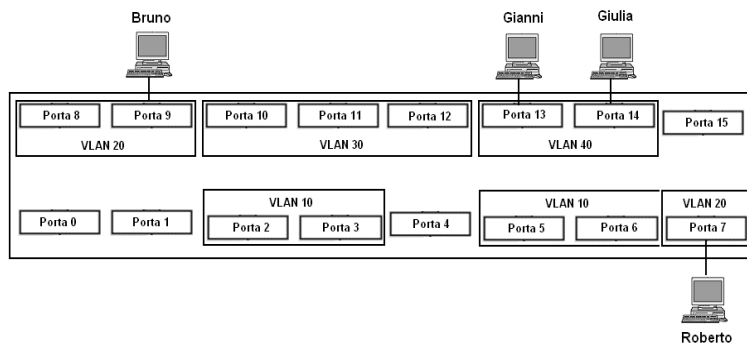 Bruno
Gianni
Giulia
Porta 8
Porta 9
Porta 10
Porta 11
Porta 12
Porta 13
Porta 14
Porta 15
VLAN 20
VLAN 30
VLAN 40
VLAN 10
VLAN 10
VLAN 20
Porta 0
Porta 1
Porta 2
Porta 3
Porta 4
Porta 5
Porta 6
Porta 7
Roberto